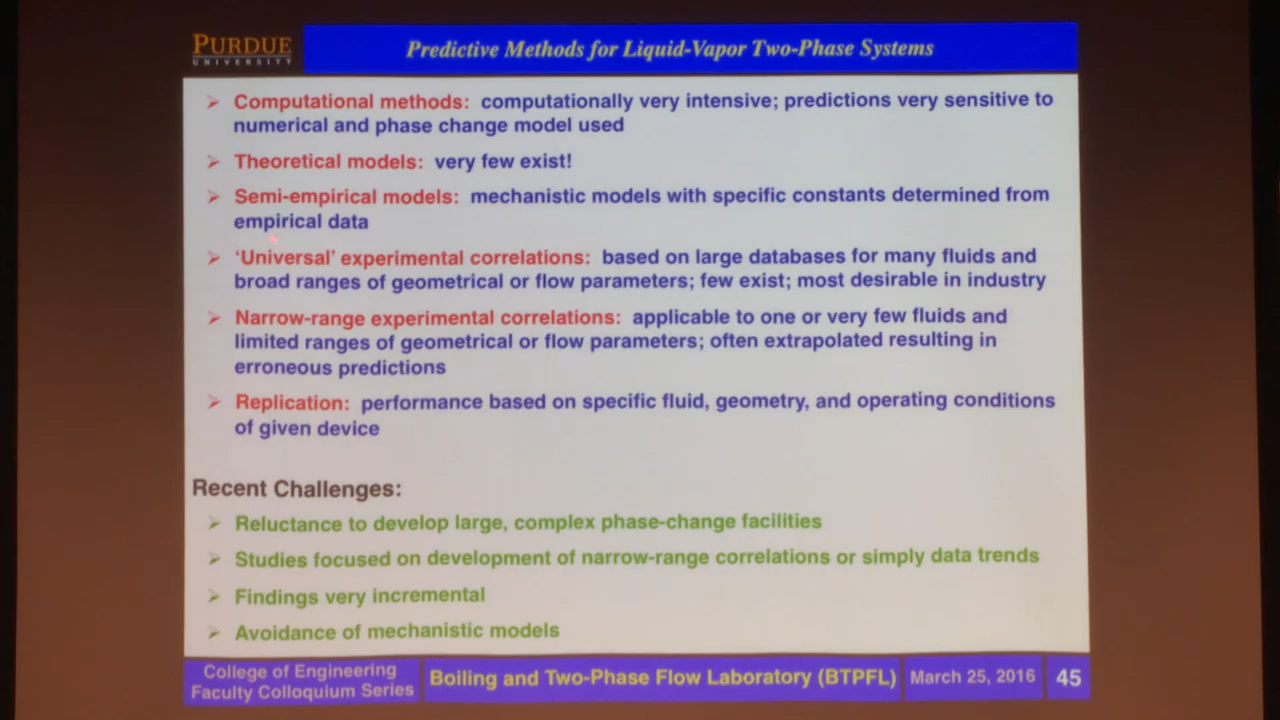 PURDUE
UNIVERSITY
Predictive Methods for Liquid-Vapor Two-Phase Systems
➢ Computational methods: computationally very intensive; predictions very sensitive to
numerical and phase change model used
➢ Theoretical models: very few exist!
➢ Semi-empirical models: mechanistic models with specific constants determined from
empirical data
➢ ‘Universal’ experimental correlations: based on large databases for many fluids and
broad ranges of geometrical or flow parameters; few exist; most desirable in industry
➢ Narrow-range experimental correlations: applicable to one or very few fluids and
limited ranges of geometrical or flow parameters; often extrapolated resulting in
erroneous predictions
➢ Replication: performance based on specific fluid, geometry, and operating conditions
of given device
Recent Challenges:
➢ Reluctance to develop large, complex phase-change facilities
➢ Studies focused on development of narrow-range correlations or simply data trends
➢ Findings very incremental
➢ Avoidance of mechanistic models
College of Engineering
Faculty Colloquium Series
Boiling and Two-Phase Flow Laboratory (BTPFL)
March 25, 2016
45